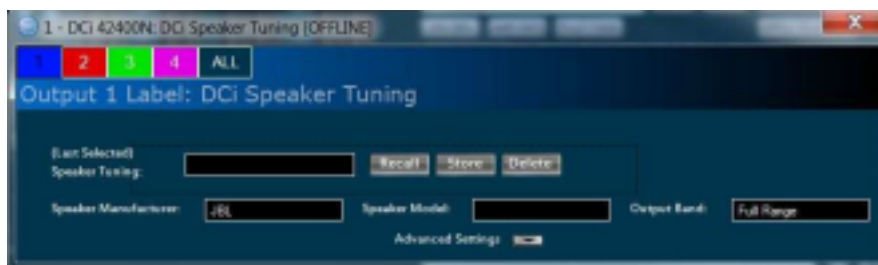 1 - DCi 42400N: DCi Speaker Tuning [OFFLINE]
X
1 2 3 4 ALL
Output 1 Label: DCi Speaker Tuning
(Last Selected)
Speaker Tuning:
Recall Store Delete
Speaker Manufacturer: JBL Speaker Model: Output Band: Full Range
Advanced Settings